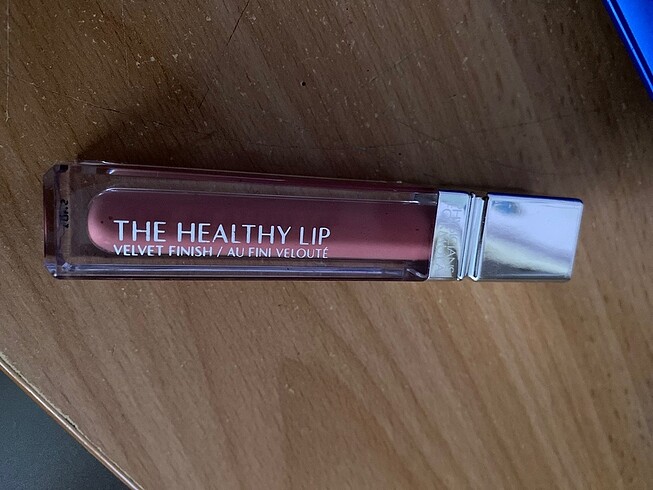 THE HEALTHY LIP
VELVET FINISH / AU FINI VELOUTÉ